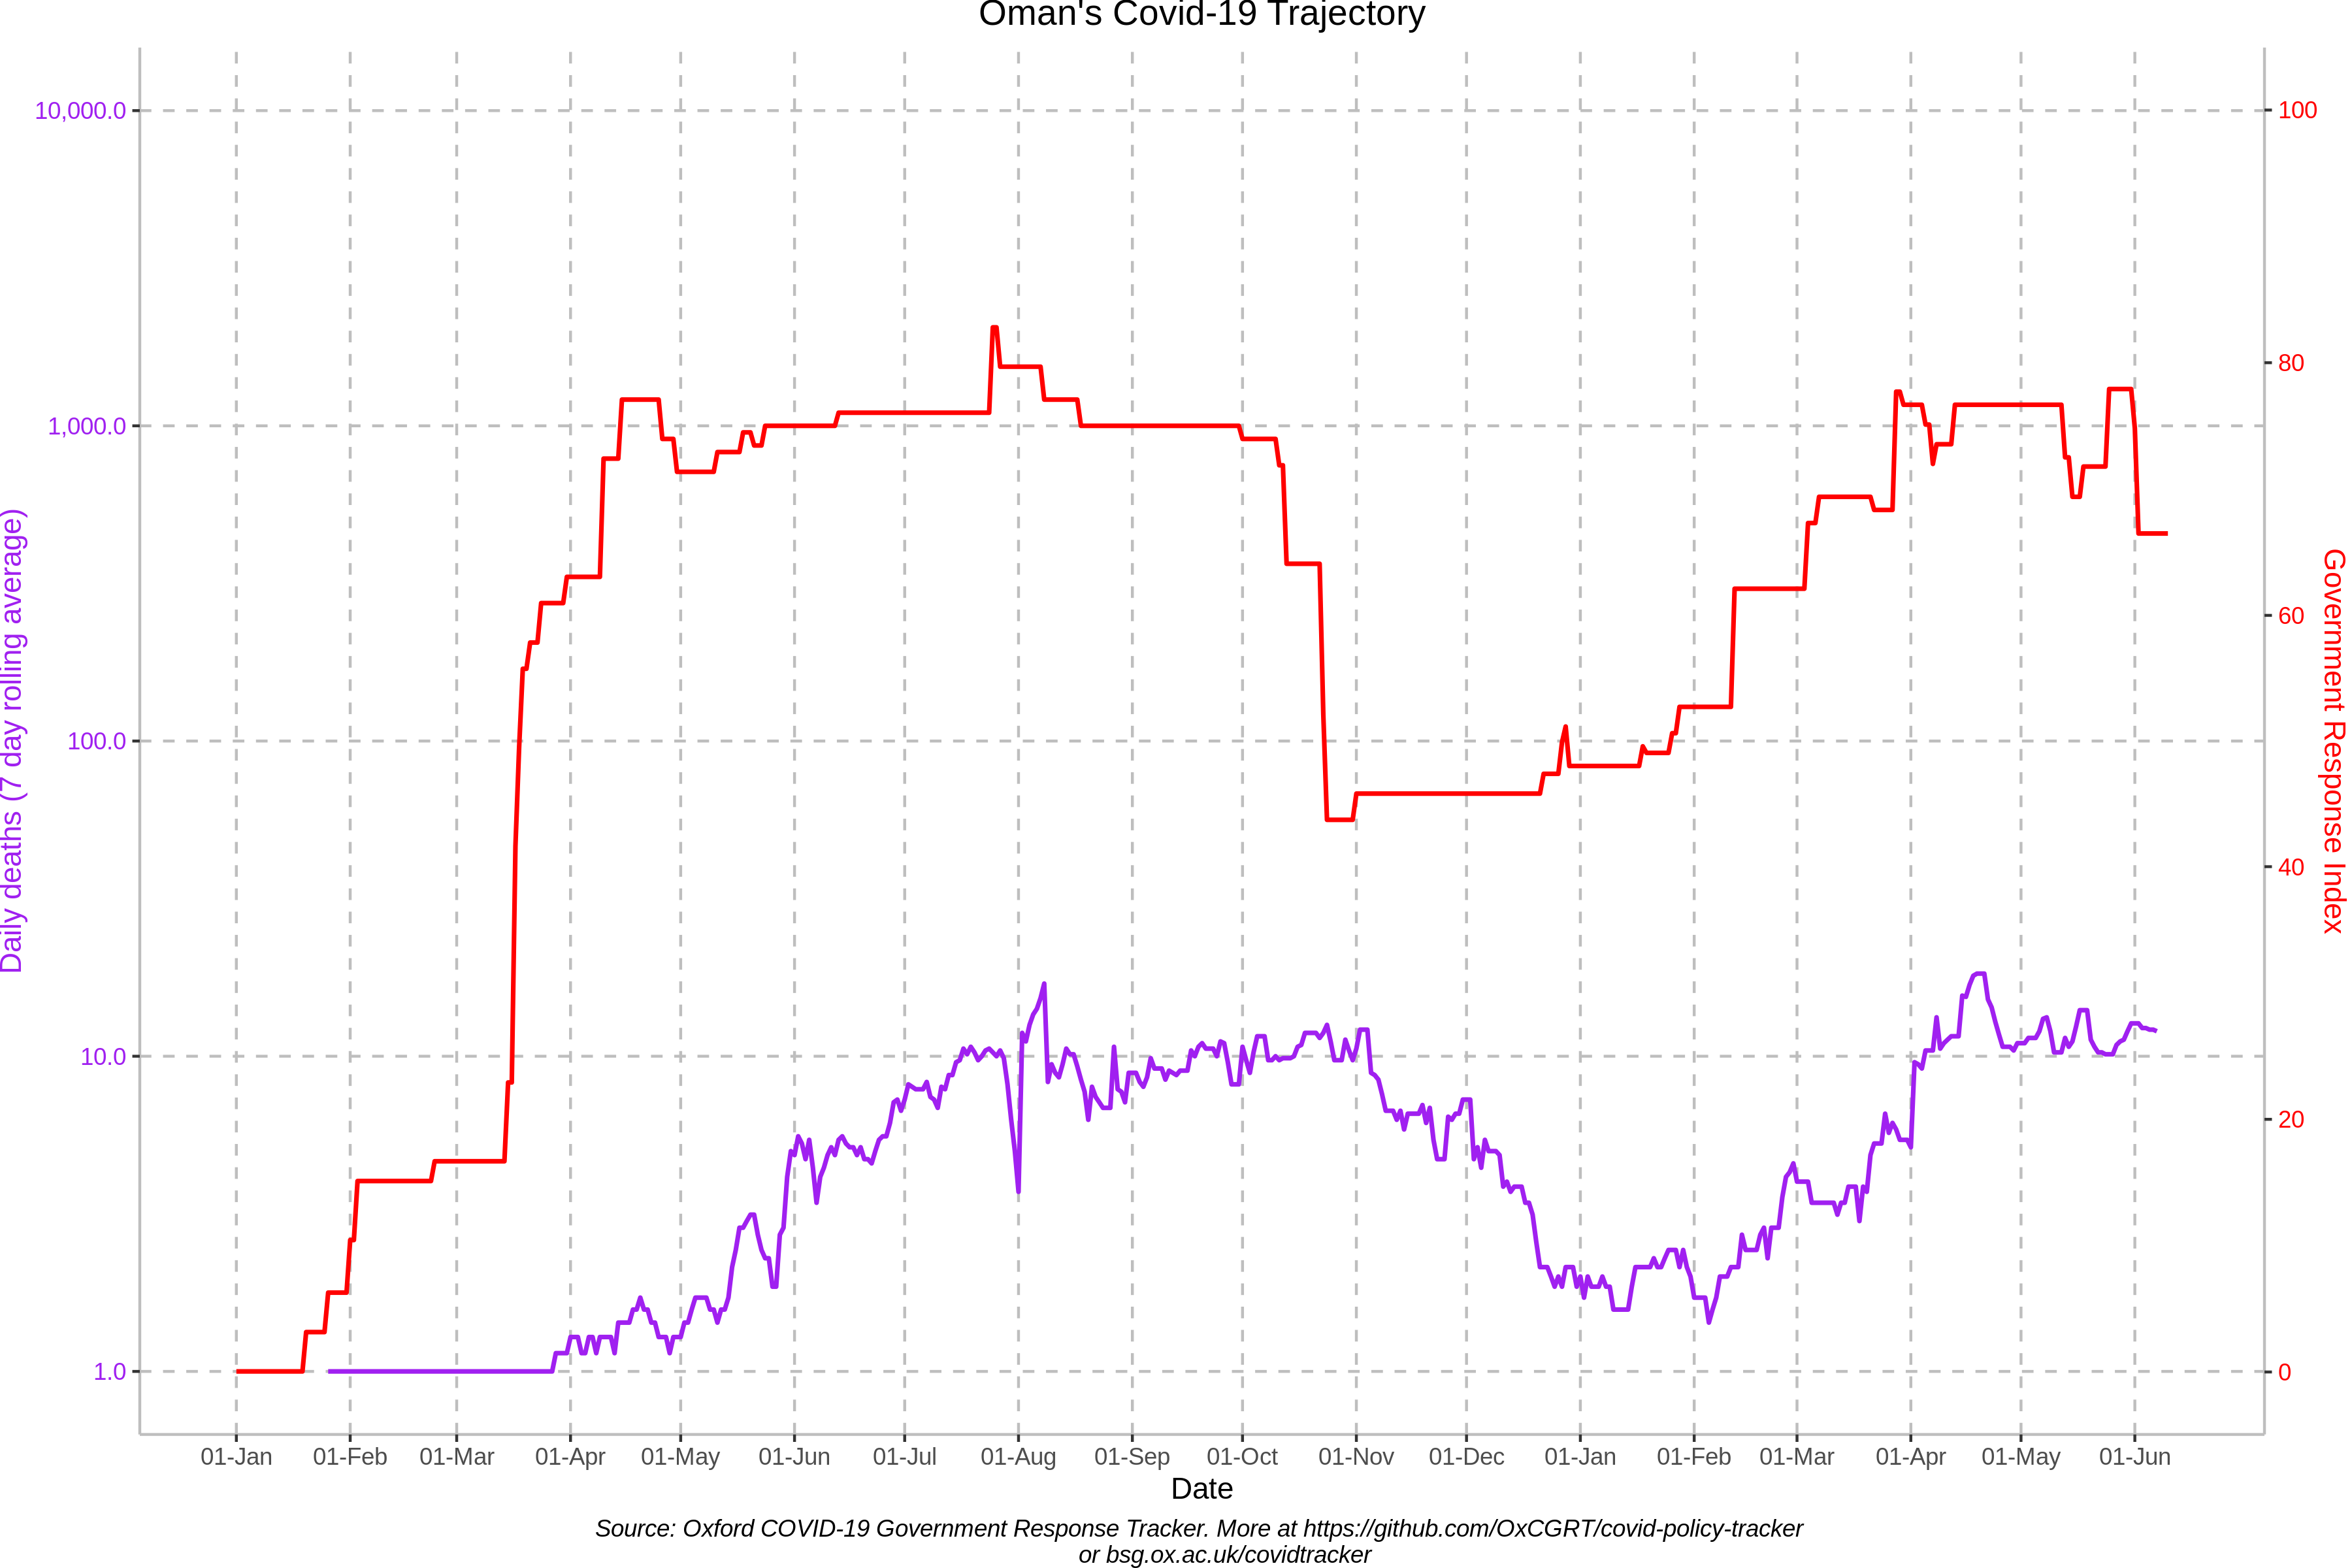 Oman's Covid-19 Trajectory
10,000.0
1,000.0
100.0
10.0
1.0
Daily deaths (7 day rolling average)
100
80
60
40
20
0
Government Response Index
01-Jan 01-Feb 01-Mar 01-Apr 01-May 01-Jun 01-Jul 01-Aug 01-Sep 01-Oct 01-Nov 01-Dec 01-Jan 01-Feb 01-Mar 01-Apr 01-May 01-Jun
Date
Source: Oxford COVID-19 Government Response Tracker. More at https://github.com/OxCGRT/covid-policy-tracker
or bsg.ox.ac.uk/covidtracker